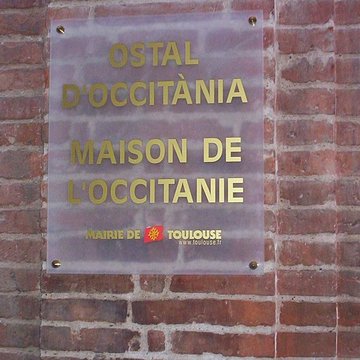 OSTAL
D'OCCITÀNIA
MAISON DE
L'OCCITANIE
MAIRIE DE TOULOUSE
www.toulouse.fr